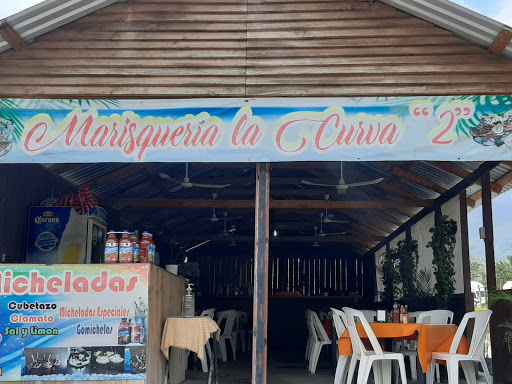 Marisquería la Curva "2"
Corona
Micheladas
Cubetazo
Clamato
Sal y Limon
Micheladas Especiales
Gomichelas